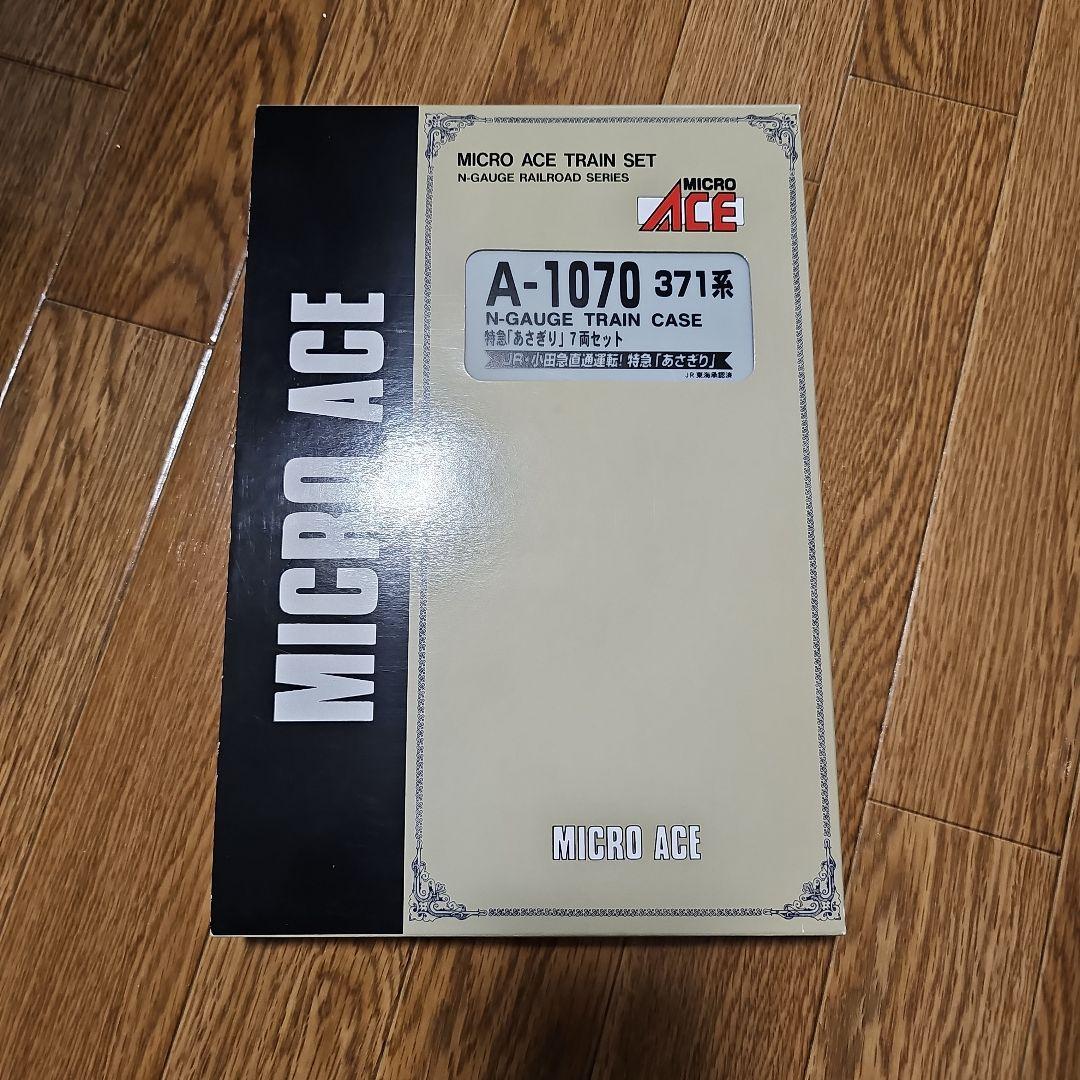 MICRO ACE
MICRO ACE TRAIN SET
N-GAUGE RAILROAD SERIES
MICRO
ACE
A-1070 371系
N-GAUGE TRAIN CASE
特急「あさぎり」7両セット
JR・小田急直通運転!特急「あさぎり」
JR東海承認済
MICRO ACE